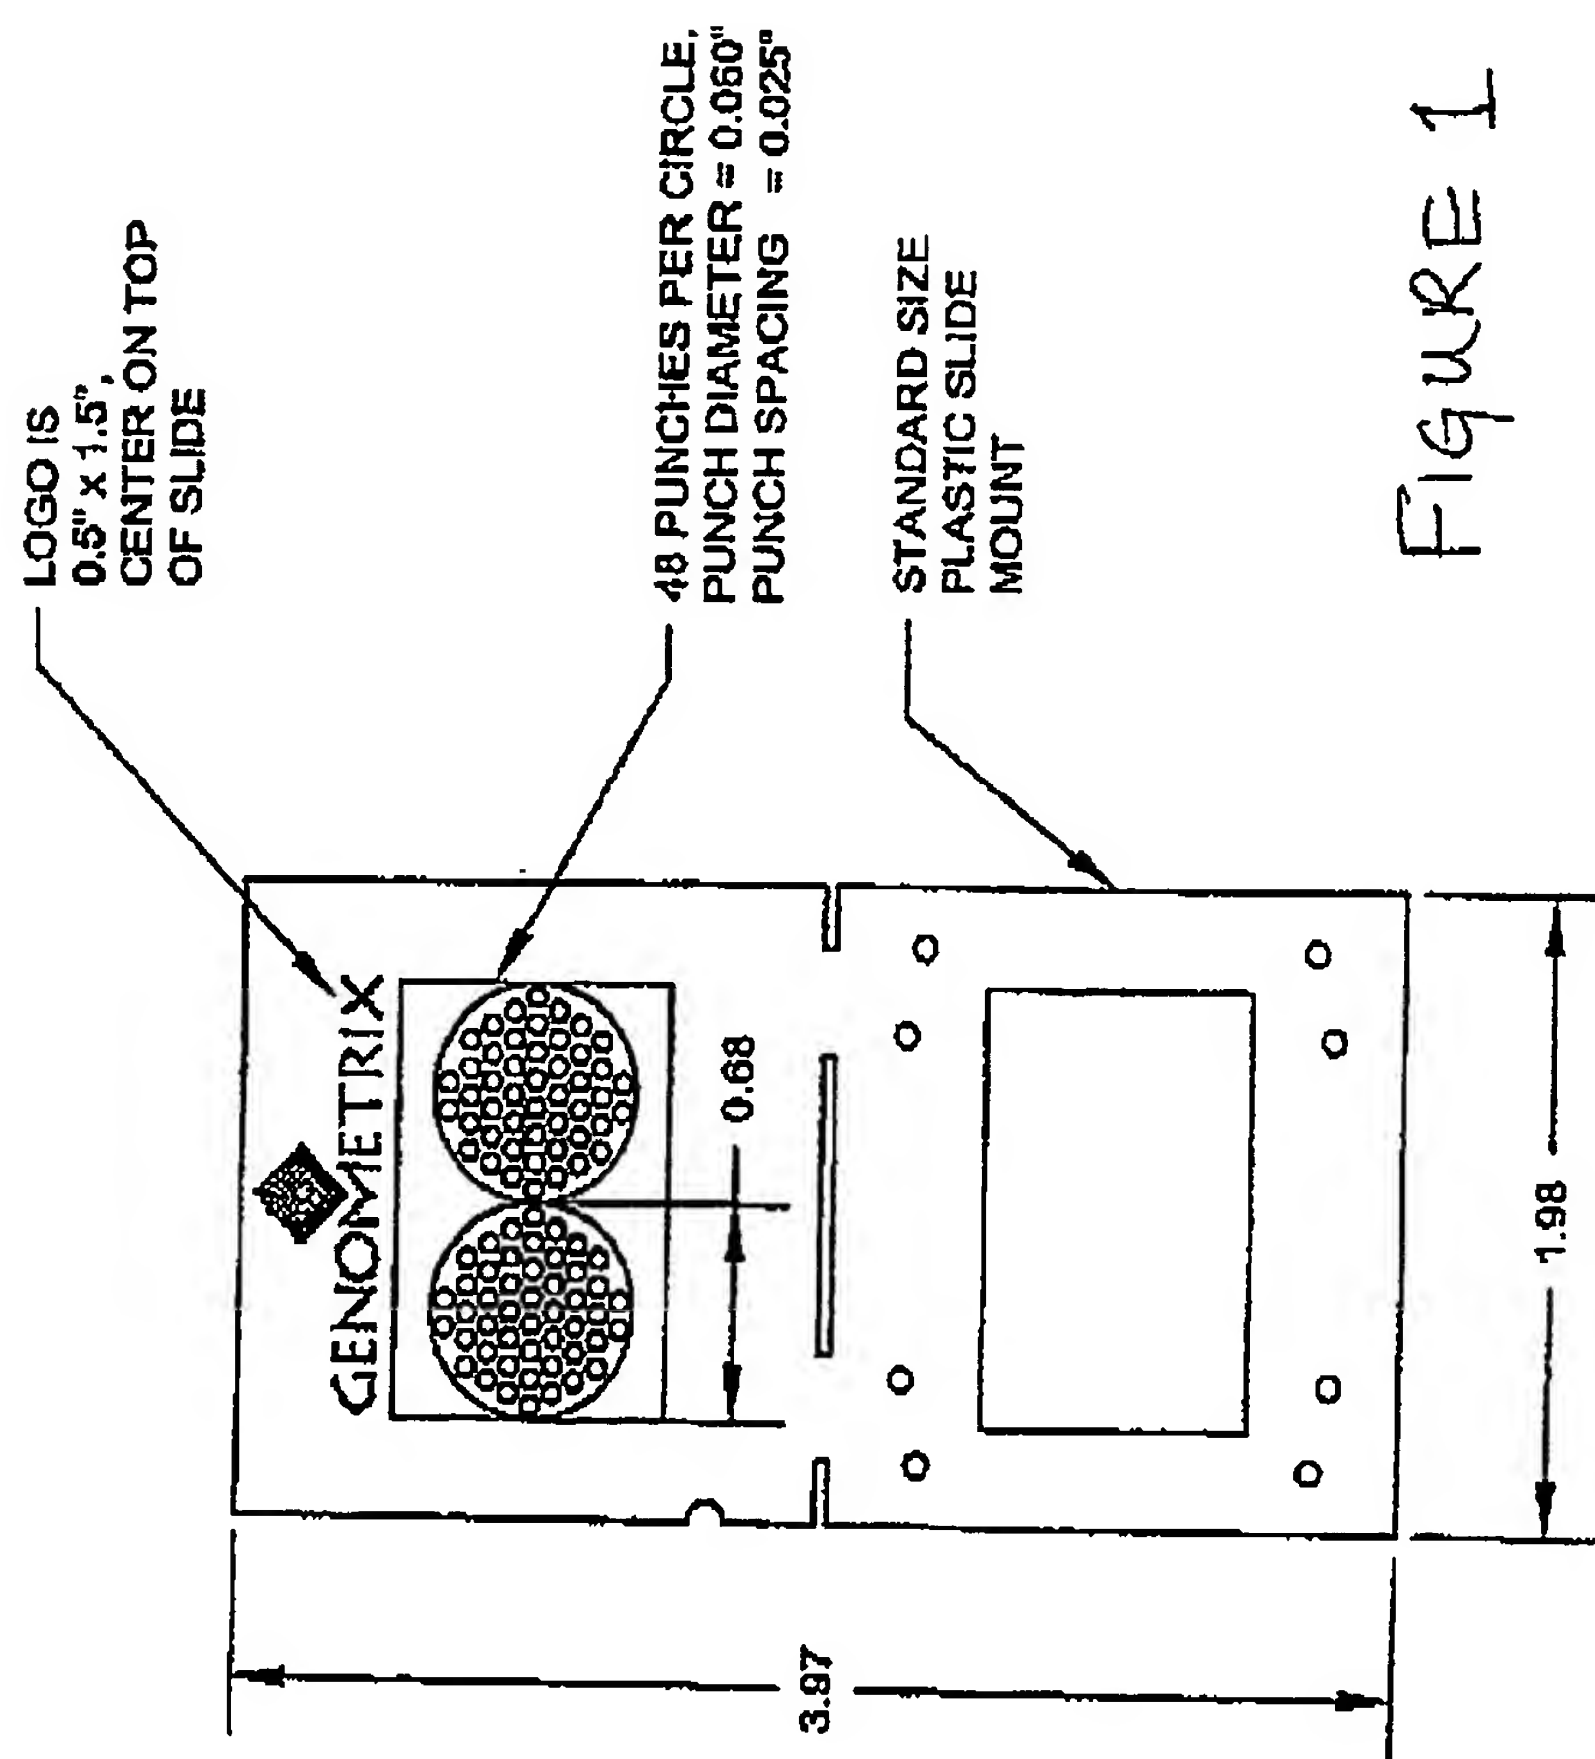 LOGO IS
0.5" x 1.5",
CENTER ON TOP
OF SLIDE
48 PUNCHES PER CIRCLE,
PUNCH DIAMETER = 0.060"
PUNCH SPACING = 0.025"
STANDARD SIZE
PLASTIC SLIDE
MOUNT
GENOMETRIX
0.68
1.98
3.97
FIGURE 1